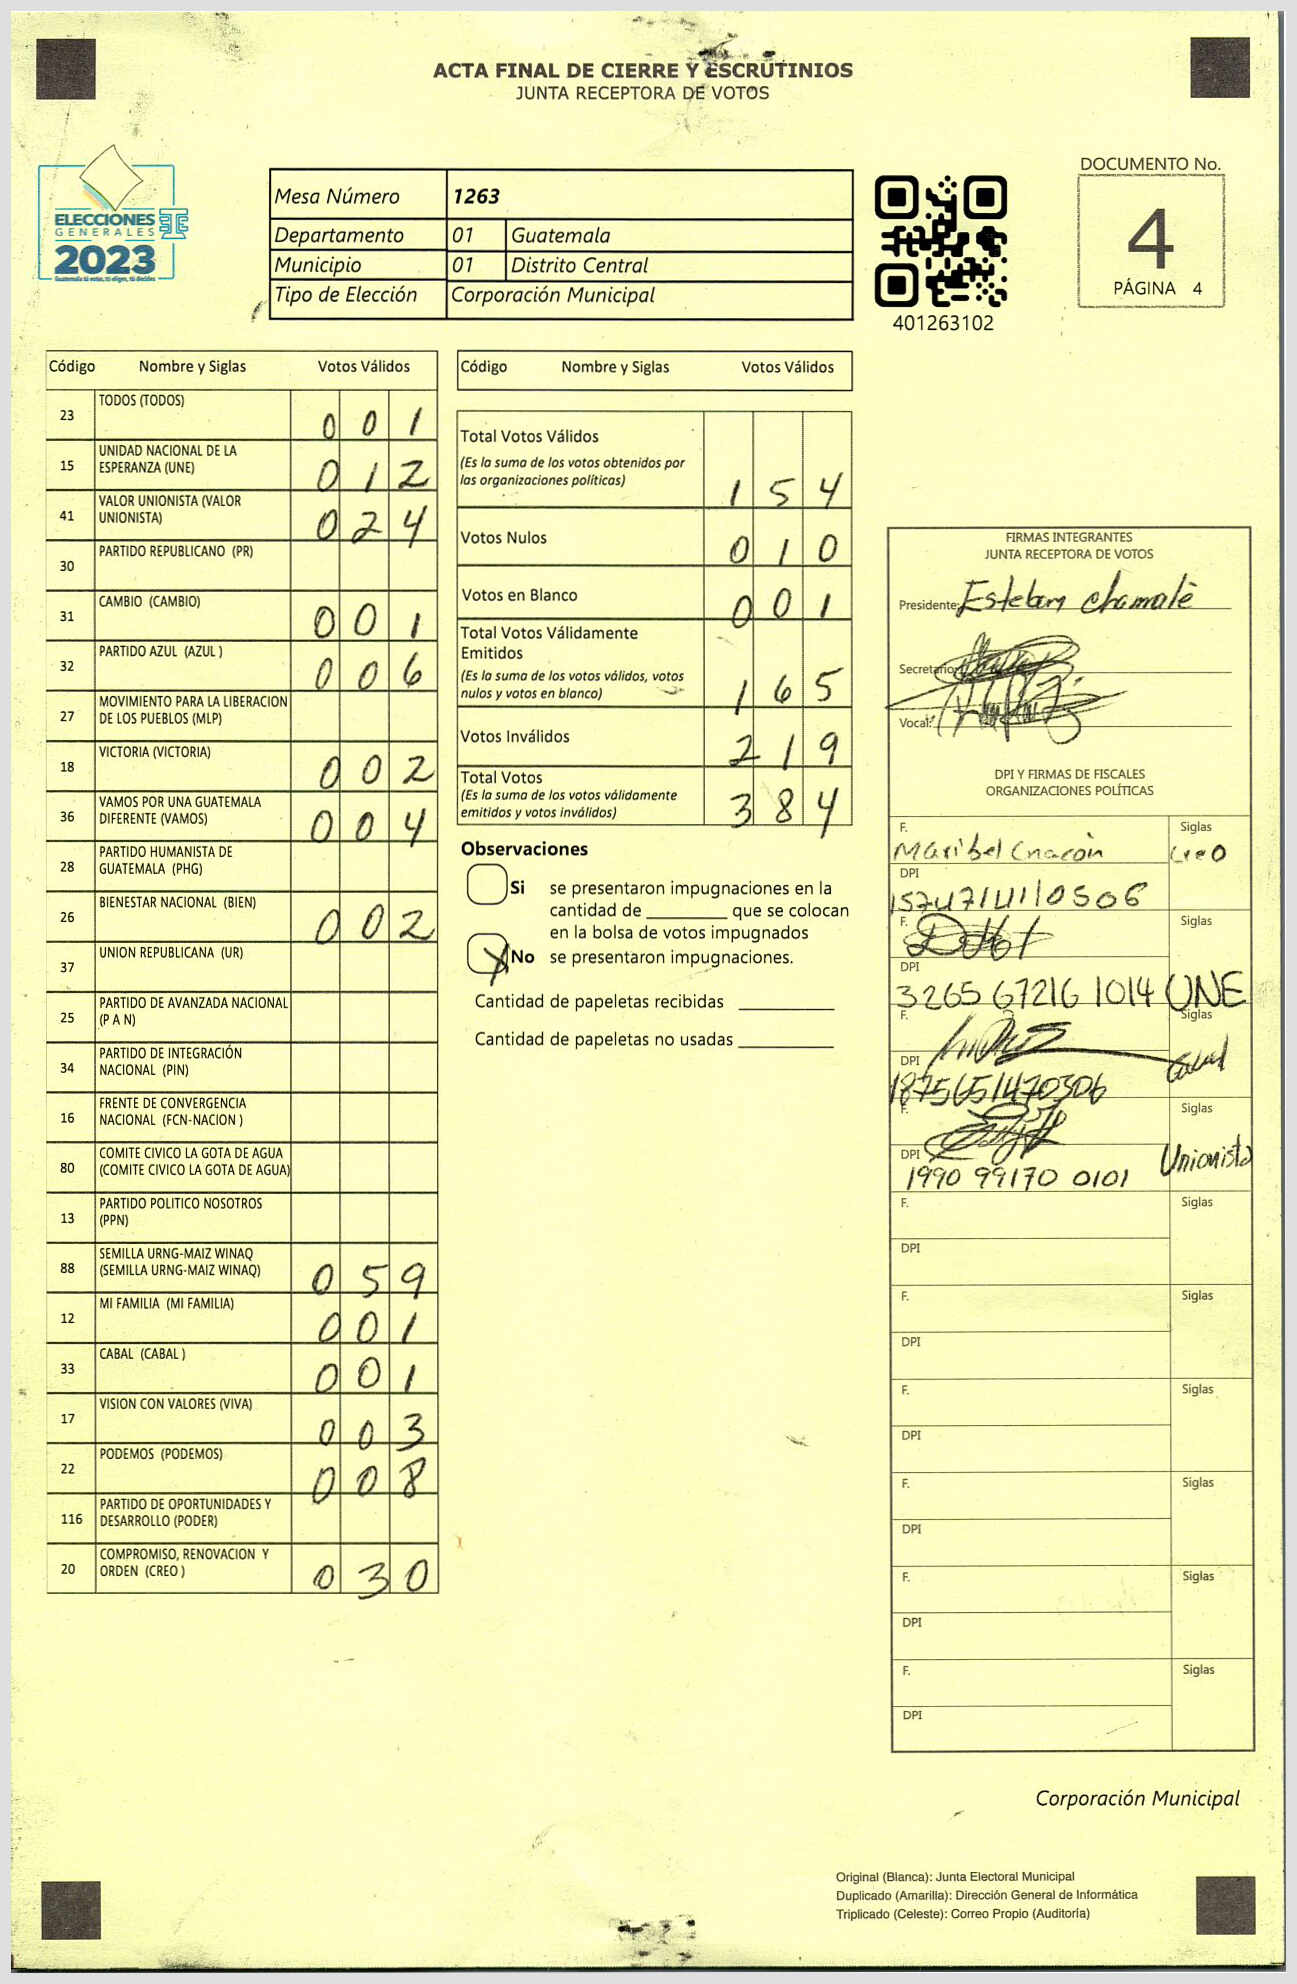 ACTA FINAL DE CIERRE Y ESCRUTINIOS
JUNTA RECEPTORA DE VOTOS
ELECCIONES
GENERALES
2023
Guatemala tú votas, tú eliges, tú decides
Mesa Número 1263
Departamento 01 Guatemala
Municipio 01 Distrito Central
Tipo de Elección Corporación Municipal
401263102
DOCUMENTO No.
4
PÁGINA 4
Código Nombre y Siglas Votos Válidos
23 TODOS (TODOS) 0 0 1
15 UNIDAD NACIONAL DE LA
ESPERANZA (UNE) 0 1 2
41 VALOR UNIONISTA (VALOR
UNIONISTA) 0 2 4
30 PARTIDO REPUBLICANO (PR)
31 CAMBIO (CAMBIO) 0 0 1
32 PARTIDO AZUL (AZUL ) 0 0 6
27 MOVIMIENTO PARA LA LIBERACION
DE LOS PUEBLOS (MLP)
18 VICTORIA (VICTORIA) 0 0 2
36 VAMOS POR UNA GUATEMALA
DIFERENTE (VAMOS) 0 0 4
28 PARTIDO HUMANISTA DE
GUATEMALA (PHG)
26 BIENESTAR NACIONAL (BIEN) 0 0 2
37 UNION REPUBLICANA (UR)
25 PARTIDO DE AVANZADA NACIONAL
(P A N)
34 PARTIDO DE INTEGRACIÓN
NACIONAL (PIN)
16 FRENTE DE CONVERGENCIA
NACIONAL (FCN-NACION )
80 COMITE CIVICO LA GOTA DE AGUA
(COMITE CIVICO LA GOTA DE AGUA)
13 PARTIDO POLITICO NOSOTROS
(PPN)
88 SEMILLA URNG-MAIZ WINAQ
(SEMILLA URNG-MAIZ WINAQ) 0 5 9
12 MI FAMILIA (MI FAMILIA) 0 0 1
33 CABAL (CABAL ) 0 0 1
17 VISION CON VALORES (VIVA) 0 0 3
22 PODEMOS (PODEMOS) 0 0 8
116 PARTIDO DE OPORTUNIDADES Y
DESARROLLO (PODER)
20 COMPROMISO, RENOVACION Y
ORDEN (CREO ) 0 3 0
Código Nombre y Siglas Votos Válidos
Total Votos Válidos
(Es la suma de los votos obtenidos por
las organizaciones políticas) 1 5 4
Votos Nulos 0 1 0
Votos en Blanco 0 0 1
Total Votos Válidamente
Emitidos
(Es la suma de los votos válidos, votos
nulos y votos en blanco) 1 6 5
Votos Inválidos 2 1 9
Total Votos
(Es la suma de los votos válidamente
emitidos y votos inválidos) 3 8 4
Observaciones
Si se presentaron impugnaciones en la
cantidad de ________ que se colocan
en la bolsa de votos impugnados
X No se presentaron impugnaciones.
Cantidad de papeletas recibidas
Cantidad de papeletas no usadas
FIRMAS INTEGRANTES
JUNTA RECEPTORA DE VOTOS
Presidente: Esteban Chamalé
Secretario:
Vocal:
DPI Y FIRMAS DE FISCALES
ORGANIZACIONES POLÍTICAS
F. Siglas
Maribel Creo
DPI
F. Siglas
DPI
3265 67216 1014 UNE
F. Siglas
DPI Cabal
1875651470306
F. Siglas
DPI Unionista
1990 99170 0101
F. Siglas
DPI
F. Siglas
DPI
F. Siglas
DPI
F. Siglas
DPI
F. Siglas
DPI
F. Siglas
DPI
Corporación Municipal
Original (Blanca): Junta Electoral Municipal
Duplicado (Amarilla): Dirección General de Informática
Triplicado (Celeste): Correo Propio (Auditoría)